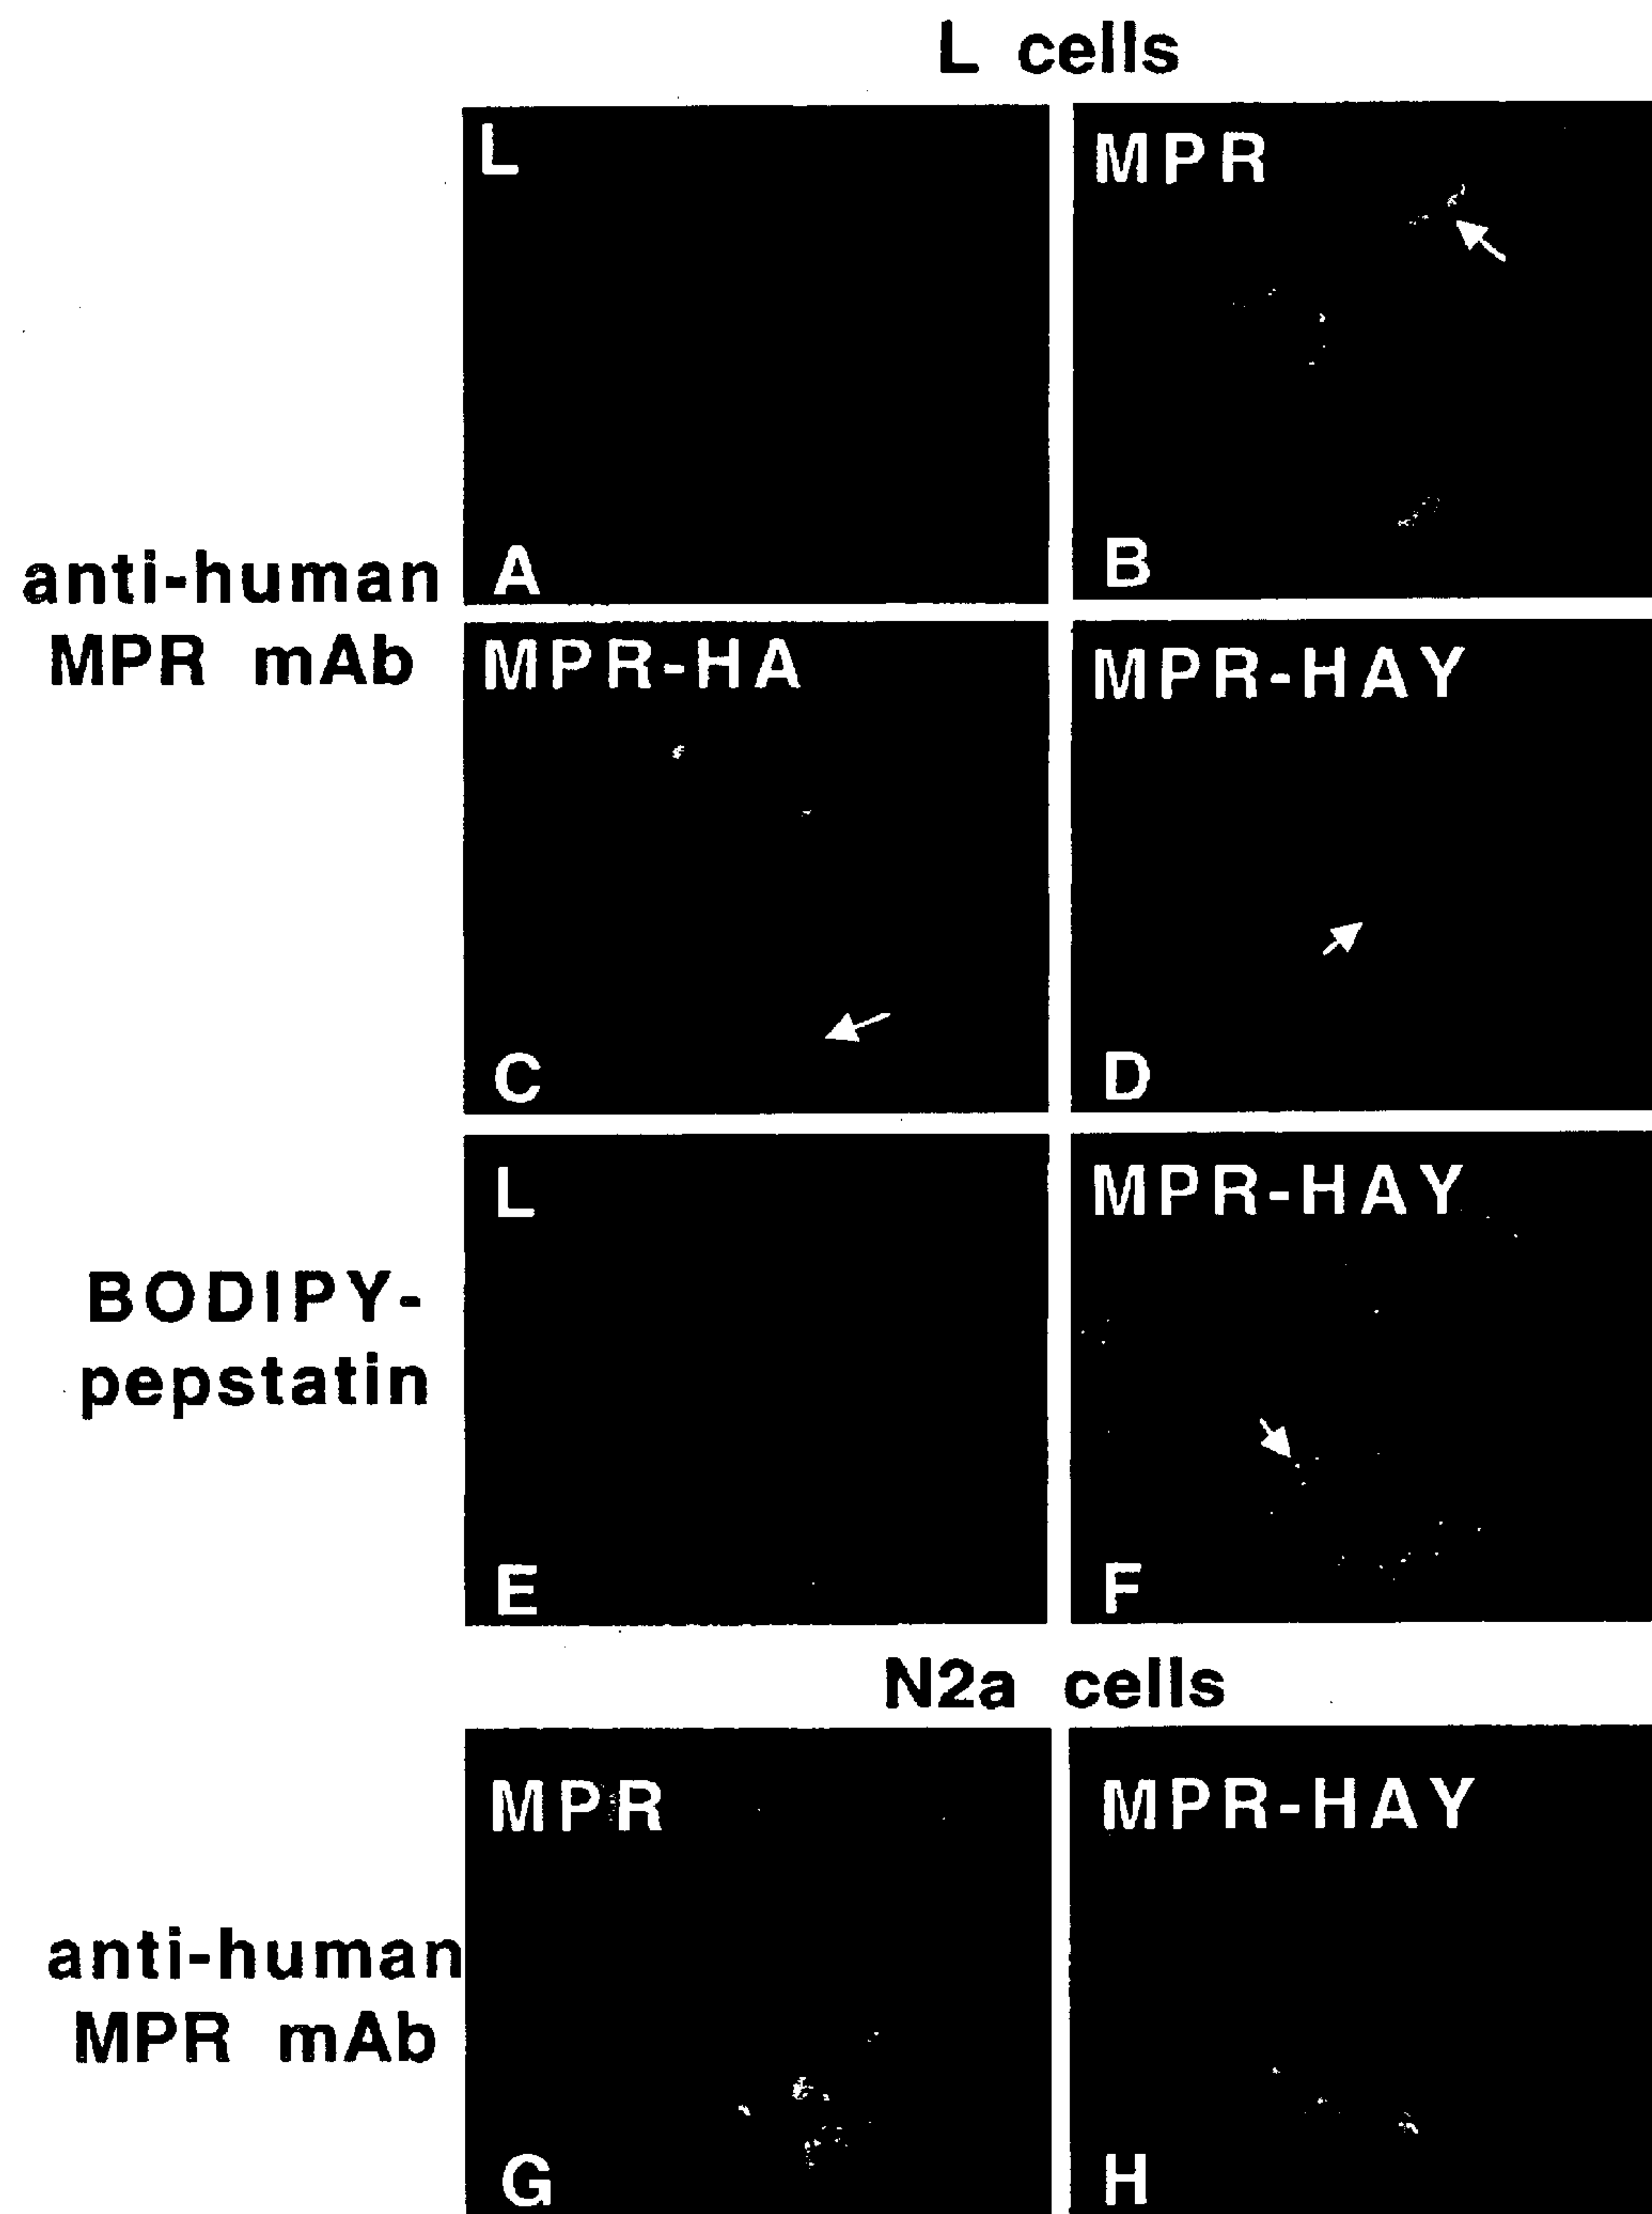 L cells
L
MPR
A
B
anti-human
MPR mAb
MPR-HA
MPR-HAY
C
D
L
MPR-HAY
BODIPY-
pepstatin
E
F
N2a cells
MPR
MPR-HAY
anti-human
MPR mAb
G
H